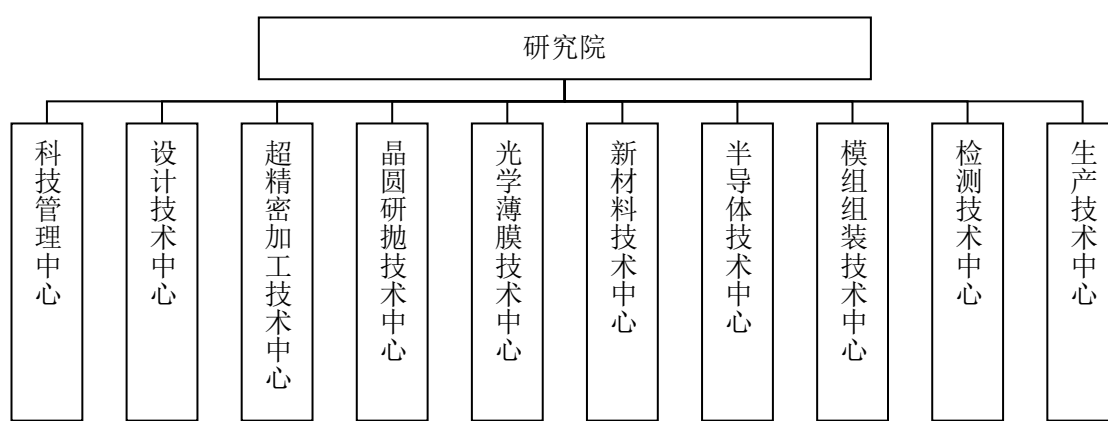 研究院
科技管理中心
设计技术中心
超精密加工技术中心
晶圆研抛技术中心
光学薄膜技术中心
新材料技术中心
半导体技术中心
模组组装技术中心
检测技术中心
生产技术中心